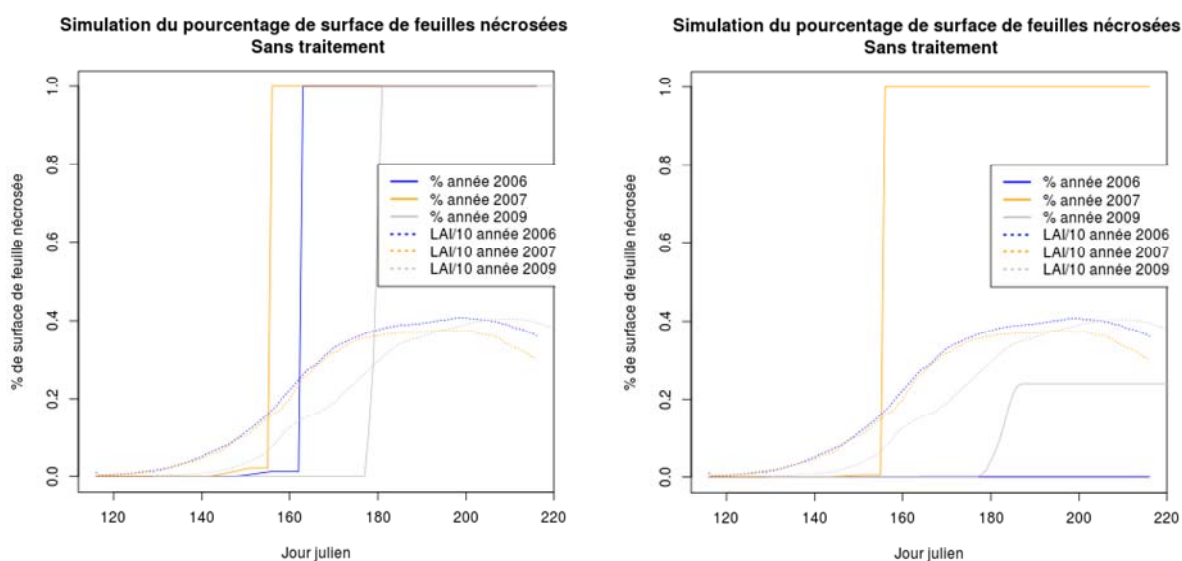 Simulation du pourcentage de surface de feuilles nécrosées
Sans traitement
% de surface de feuille nécrosée
1.0
0.8
0.6
0.4
0.2
0.0
% année 2006
% année 2007
% année 2009
LAI/10 année 2006
LAI/10 année 2007
LAI/10 année 2009
120 140 160 180 200 220
Jour julien
Simulation du pourcentage de surface de feuilles nécrosées
Sans traitement
% de surface de feuille nécrosée
1.0
0.8
0.6
0.4
0.2
0.0
% année 2006
% année 2007
% année 2009
LAI/10 année 2006
LAI/10 année 2007
LAI/10 année 2009
120 140 160 180 200 220
Jour julien